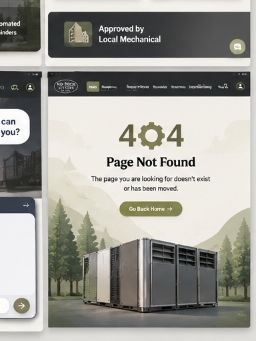 omated
inders
Approved by
Local Mechanical
can
you?
404
Page Not Found
The page you are looking for doesn't exist
or has been moved.
Go Back Home →